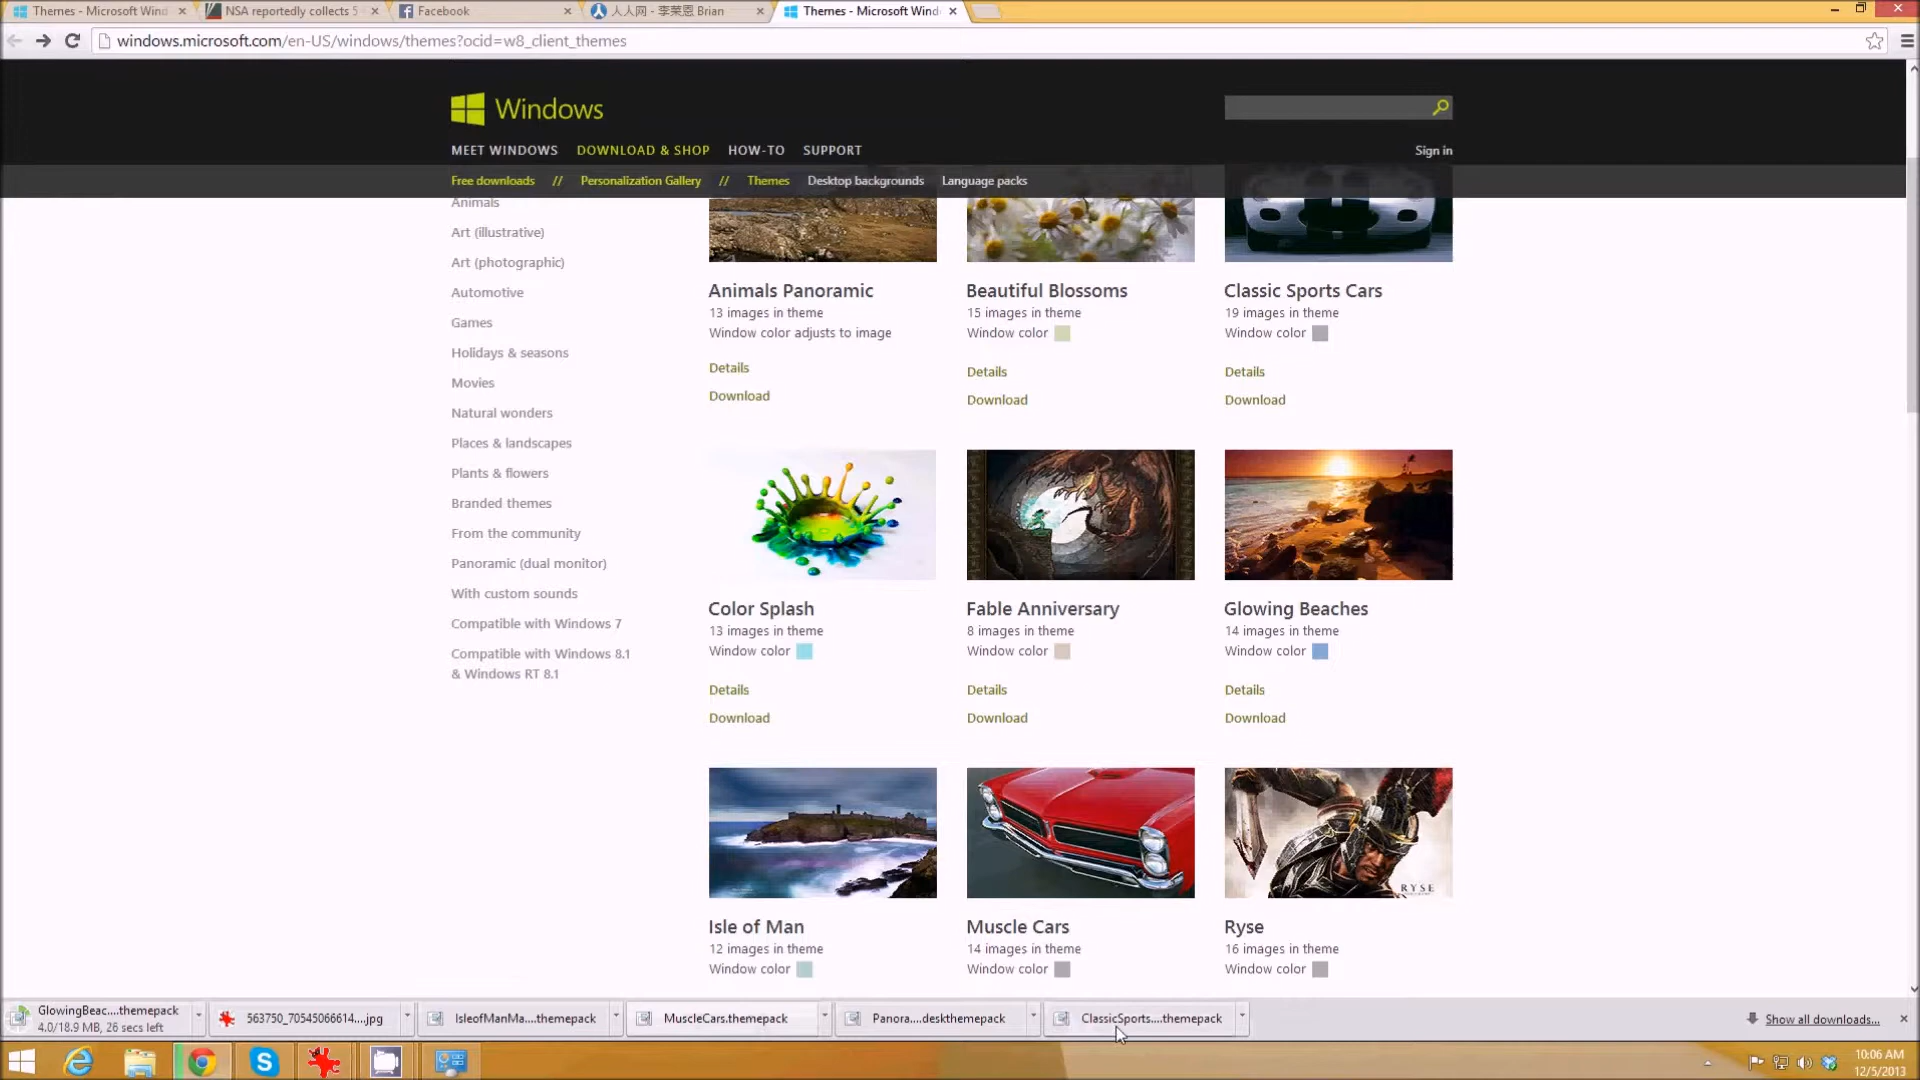 Themes - Microsoft Wind
NSA reportedly collects 5
Facebook
人人网 - 李荣恩 Brian
Themes - Microsoft Wind
windows.microsoft.com/en-US/windows/themes?ocid=w8_client_themes
Windows
MEET WINDOWS
DOWNLOAD & SHOP
HOW-TO
SUPPORT
Sign in
Free downloads // Personalization Gallery // Themes Desktop backgrounds Language packs
Animals
Art (illustrative)
Art (photographic)
Automotive
Games
Holidays & seasons
Movies
Natural wonders
Places & landscapes
Plants & flowers
Branded themes
From the community
Panoramic (dual monitor)
With custom sounds
Compatible with Windows 7
Compatible with Windows 8.1
& Windows RT 8.1
Animals Panoramic
13 images in theme
Window color adjusts to image
Details
Download
Beautiful Blossoms
15 images in theme
Window color
Details
Download
Classic Sports Cars
19 images in theme
Window color
Details
Download
Color Splash
13 images in theme
Window color
Details
Download
Fable Anniversary
8 images in theme
Window color
Details
Download
Glowing Beaches
14 images in theme
Window color
Details
Download
Isle of Man
12 images in theme
Window color
Muscle Cars
14 images in theme
Window color
RYSE
Ryse
16 images in theme
Window color
GlowingBeac....themepack
4.0/18.9 MB, 26 secs left
563750_70545066614....jpg
IsleofManMa....themepack
MuscleCars.themepack
Panora....deskthemepack
ClassicSports....themepack
Show all downloads...
10:06 AM
12/5/2013